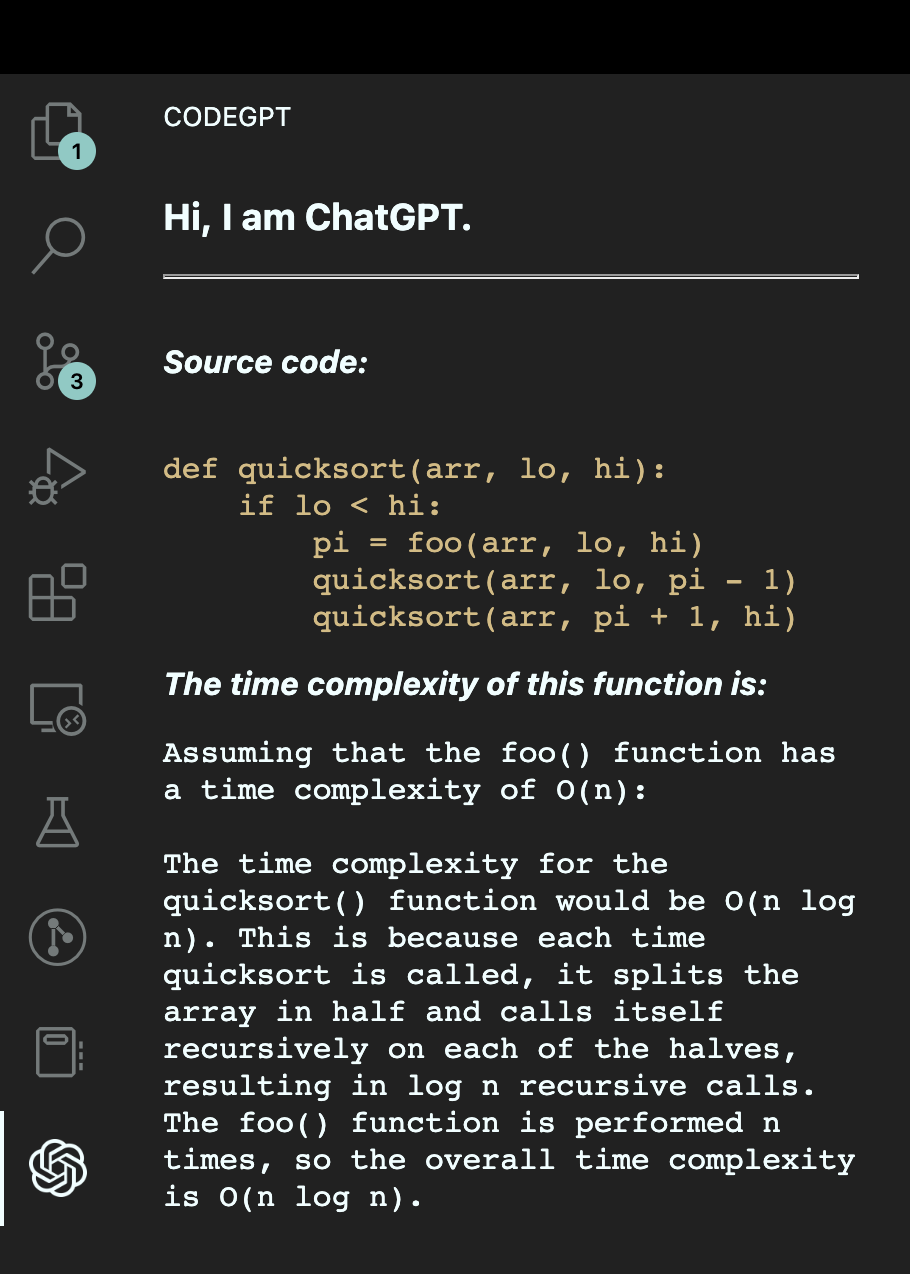 CODEGPT
1
Hi, I am ChatGPT.
3
Source code:
def quicksort(arr, lo, hi):
    if lo < hi:
        pi = foo(arr, lo, hi)
        quicksort(arr, lo, pi - 1)
        quicksort(arr, pi + 1, hi)
The time complexity of this function is:
Assuming that the foo() function has
a time complexity of O(n):
The time complexity for the
quicksort() function would be O(n log
n). This is because each time
quicksort is called, it splits the
array in half and calls itself
recursively on each of the halves,
resulting in log n recursive calls.
The foo() function is performed n
times, so the overall time complexity
is O(n log n).